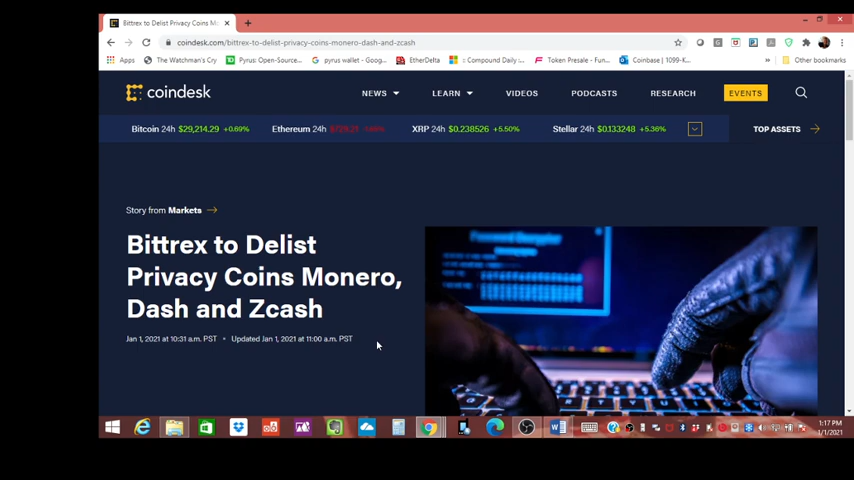 Bittrex to Delist Privacy Coins Mo
coindesk.com/bittrex-to-delist-privacy-coins-monero-dash-and-zcash
Apps The Watchman's Cry Pyrus: Open-Source... pyrus wallet - Goog... EtherDelta :: Compound Daily :... Token Presale - Fun... Coinbase | 1099-K... » Other bookmarks
coindesk NEWS LEARN VIDEOS PODCASTS RESEARCH EVENTS
Bitcoin 24h $29,214.29 +0.69% Ethereum 24h XRP 24h $0.238526 +5.50% Stellar 24h $0.133248 +5.36% TOP ASSETS
Story from Markets
Bittrex to Delist
Privacy Coins Monero,
Dash and Zcash
Jan 1, 2021 at 10:31 a.m. PST • Updated Jan 1, 2021 at 11:00 a.m. PST
1:17 PM
1/1/2021